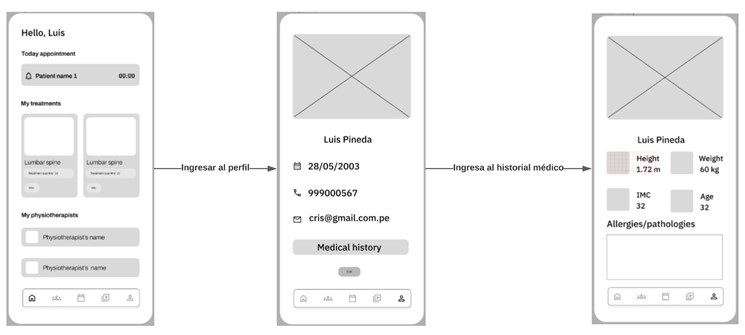 Hello, Luis
Today appointment
Patient name 1 00:00
My treatments
Lumbar spine Lumbar spine
My physiotherapists
Physiotherapist's name
Physiotherapist's name
Ingresar al perfil
Luis Pineda
28/05/2003
999000567
cris@gmail.com.pe
Medical history
Ingresa al historial médico
Luis Pineda
Height Weight
1.72 m 60 kg
IMC Age
32 32
Allergies/pathologies